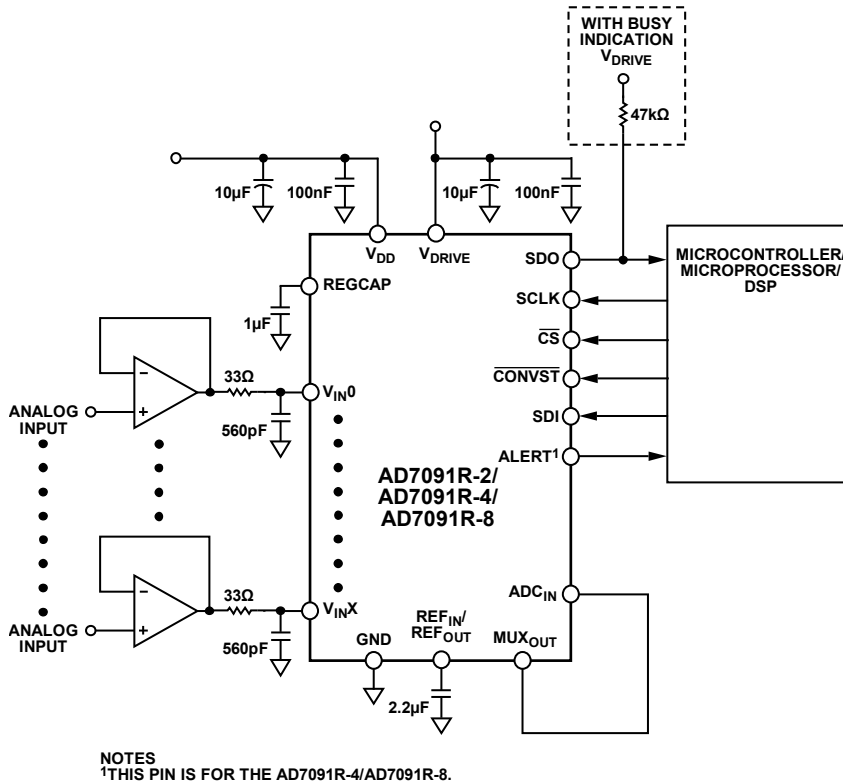 WITH BUSY
INDICATION
VDRIVE
47kΩ
10µF
100nF
10µF
100nF
VDD
VDRIVE
SDO
MICROCONTROLLER/
MICROPROCESSOR/
DSP
REGCAP
SCLK
1µF
CS
33Ω
CONVST
VIN0
ANALOG
INPUT
560pF
SDI
ALERT1
AD7091R-2/
AD7091R-4/
AD7091R-8
33Ω
ADCIN
VINX
ANALOG
INPUT
560pF
GND
REFIN/
REFOUT
MUXOUT
2.2µF
NOTES
1THIS PIN IS FOR THE AD7091R-4/AD7091R-8.